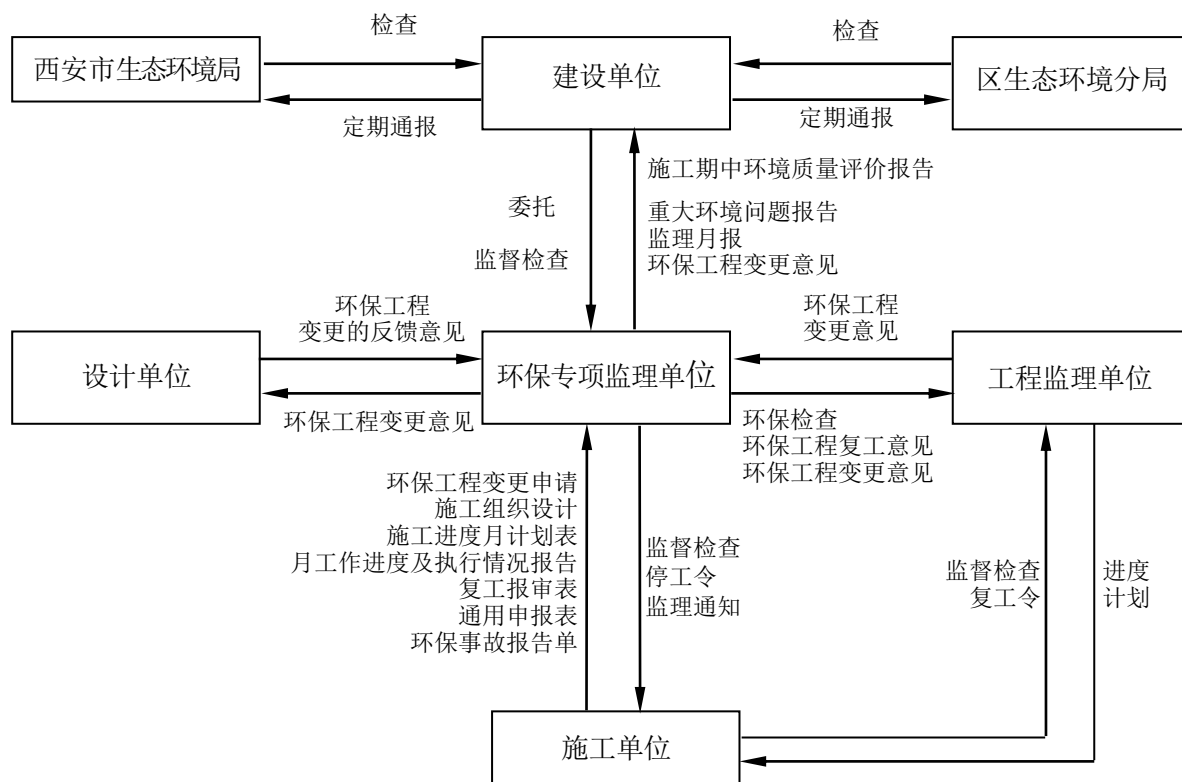 检查
检查
西安市生态环境局
建设单位
区生态环境分局
定期通报
定期通报
施工期中环境质量评价报告
委托
重大环境问题报告
监理月报
监督检查
环保工程变更意见
环保工程
变更的反馈意见
环保工程
变更意见
设计单位
环保专项监理单位
工程监理单位
环保工程变更意见
环保检查
环保工程复工意见
环保工程变更意见
环保工程变更申请
施工组织设计
施工进度月计划表
月工作进度及执行情况报告
复工报审表
通用申报表
环保事故报告单
监督检查
停工令
监理通知
监督检查
复工令
进度
计划
施工单位